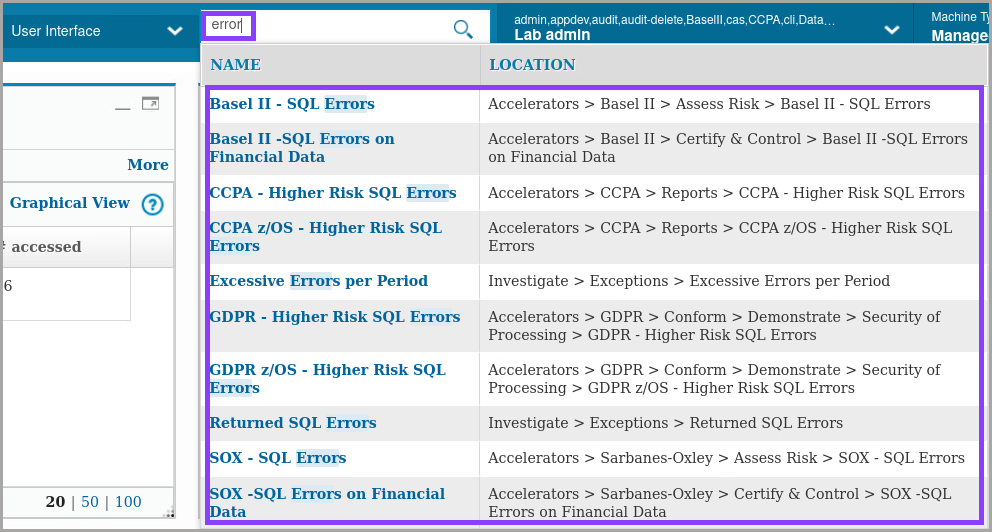 User Interface
error
admin,appdev,audit,audit-delete,BaselII,cas,CCPA,cli,Data...
Lab admin
Machine Ty
Manage
NAME
LOCATION
Basel II - SQL Errors
Accelerators > Basel II > Assess Risk > Basel II - SQL Errors
Basel II -SQL Errors on
Financial Data
Accelerators > Basel II > Certify & Control > Basel II -SQL Errors
on Financial Data
CCPA - Higher Risk SQL Errors
Accelerators > CCPA > Reports > CCPA - Higher Risk SQL Errors
CCPA z/OS - Higher Risk SQL
Errors
Accelerators > CCPA > Reports > CCPA z/OS - Higher Risk SQL
Errors
Excessive Errors per Period
Investigate > Exceptions > Excessive Errors per Period
GDPR - Higher Risk SQL Errors
Accelerators > GDPR > Conform > Demonstrate > Security of
Processing > GDPR - Higher Risk SQL Errors
GDPR z/OS - Higher Risk SQL
Errors
Accelerators > GDPR > Conform > Demonstrate > Security of
Processing > GDPR z/OS - Higher Risk SQL Errors
Returned SQL Errors
Investigate > Exceptions > Returned SQL Errors
SOX - SQL Errors
Accelerators > Sarbanes-Oxley > Assess Risk > SOX - SQL Errors
SOX -SQL Errors on Financial
Data
Accelerators > Sarbanes-Oxley > Certify & Control > SOX -SQL
Errors on Financial Data
More
Graphical View ?
accessed
6
20 | 50 | 100